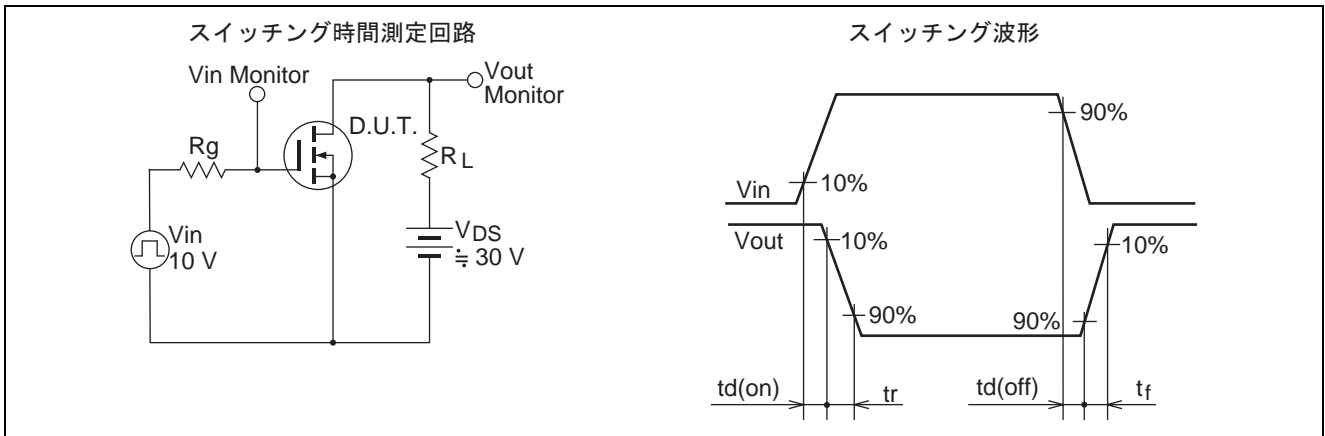 スイッチング時間測定回路
Vin Monitor
Vout
Monitor
D.U.T.
Rg
RL
Vin
10 V
VDS
≒ 30 V
スイッチング波形
90%
Vin
10%
Vout
10%
10%
90%
90%
td(on)
tr
td(off)
tf